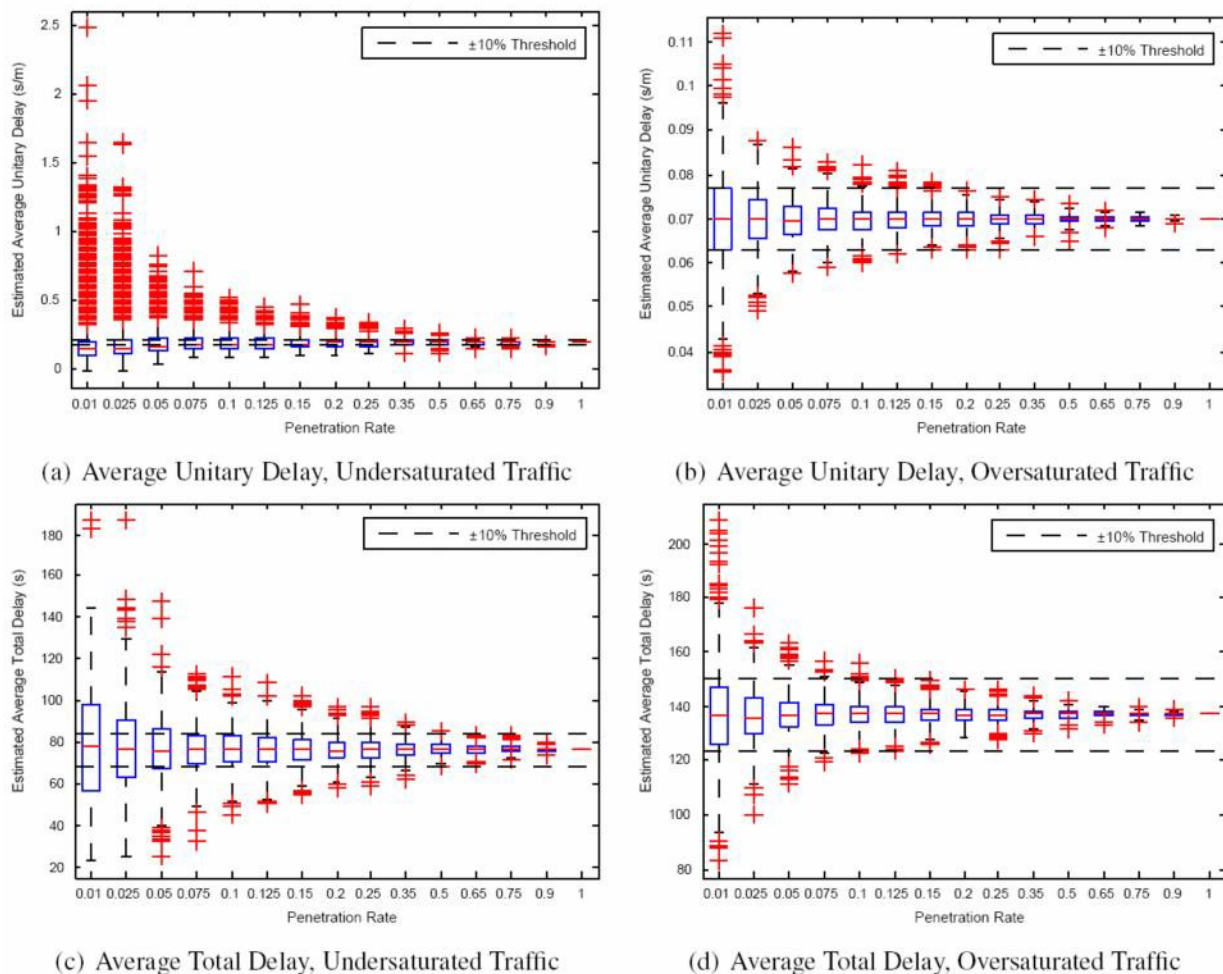 2.5
2
1.5
1
0.5
0
Estimated Average Unitary Delay (s/m)
±10% Threshold
0.01 0.025 0.05 0.075 0.1 0.125 0.15 0.2 0.25 0.35 0.5 0.65 0.75 0.9 1
Penetration Rate
(a) Average Unitary Delay, Undersaturated Traffic
0.11
0.1
0.09
0.08
0.07
0.06
0.05
0.04
Estimated Average Unitary Delay (s/m)
±10% Threshold
0.01 0.025 0.05 0.075 0.1 0.125 0.15 0.2 0.25 0.35 0.5 0.65 0.75 0.9 1
Penetration Rate
(b) Average Unitary Delay, Oversaturated Traffic
180
160
140
120
100
80
60
40
20
Estimated Average Total Delay (s)
±10% Threshold
0.01 0.025 0.05 0.075 0.1 0.125 0.15 0.2 0.25 0.35 0.5 0.65 0.75 0.9 1
Penetration Rate
(c) Average Total Delay, Undersaturated Traffic
200
180
160
140
120
100
80
Estimated Average Total Delay (s)
±10% Threshold
0.01 0.025 0.05 0.075 0.1 0.125 0.15 0.2 0.25 0.35 0.5 0.65 0.75 0.9 1
Penetration Rate
(d) Average Total Delay, Oversaturated Traffic